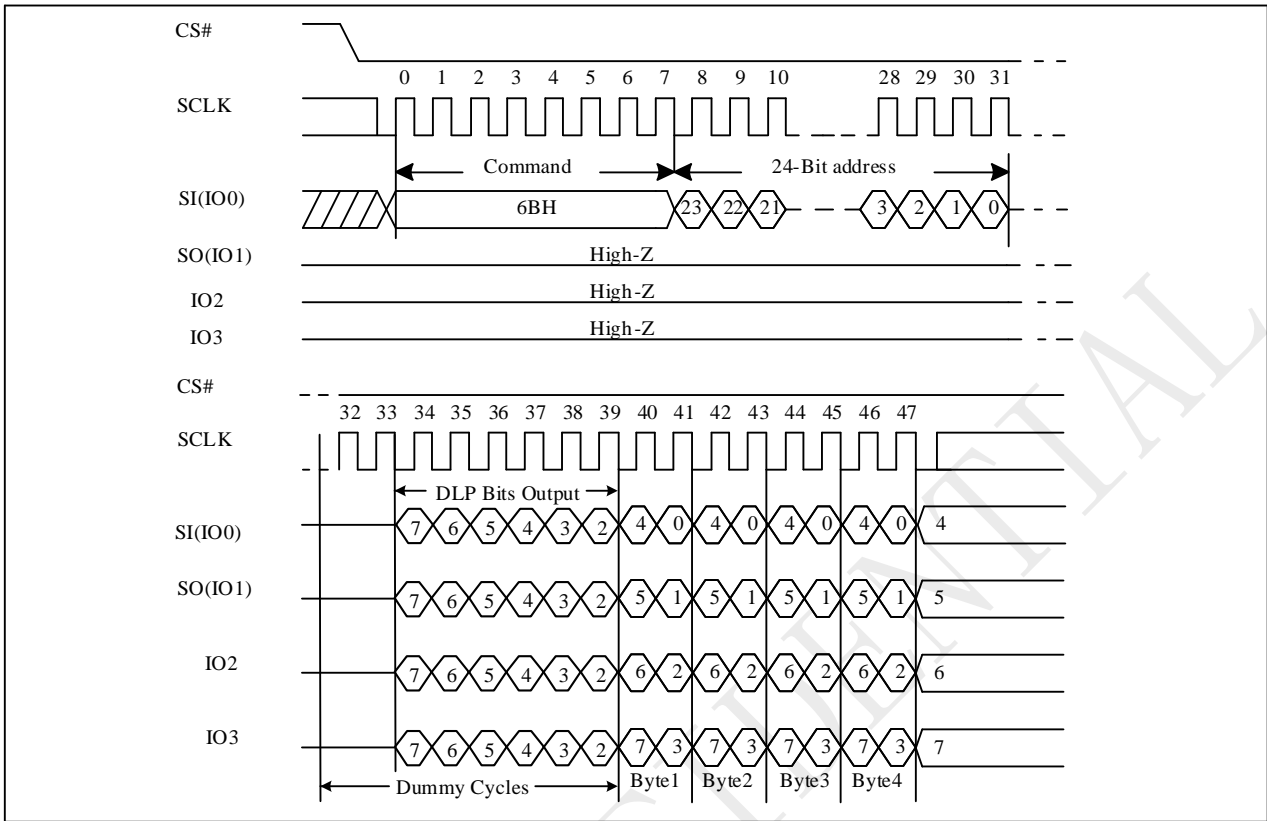 CS#
0 1 2 3 4 5 6 7 8 9 10 28 29 30 31
SCLK
Command 24-Bit address
SI(IO0) 6BH 23 22 21 3 2 1 0
SO(IO1) High-Z
IO2 High-Z
IO3 High-Z
CS#
32 33 34 35 36 37 38 39 40 41 42 43 44 45 46 47
SCLK
DLP Bits Output
SI(IO0) 7 6 5 4 3 2 4 0 4 0 4 0 4 0 4
SO(IO1) 7 6 5 4 3 2 5 1 5 1 5 1 5 1 5
IO2 7 6 5 4 3 2 6 2 6 2 6 2 6 2 6
IO3 7 6 5 4 3 2 7 3 7 3 7 3 7 3 7
Dummy Cycles Byte1 Byte2 Byte3 Byte4